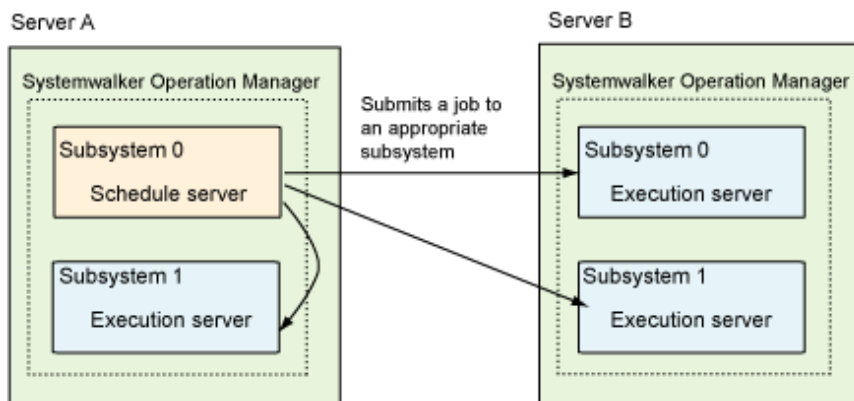 Server A
Systemwalker Operation Manager
Subsystem 0
Schedule server
Subsystem 1
Execution server
Submits a job to
an appropriate
subsystem
Server B
Systemwalker Operation Manager
Subsystem 0
Execution server
Subsystem 1
Execution server